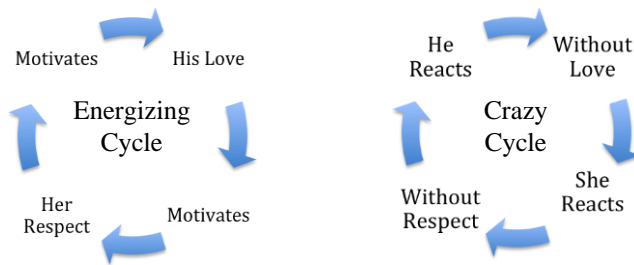 Motivates
His Love
Energizing
Cycle
Her
Respect
Motivates
He
Reacts
Without
Love
Crazy
Cycle
Without
Respect
She
Reacts